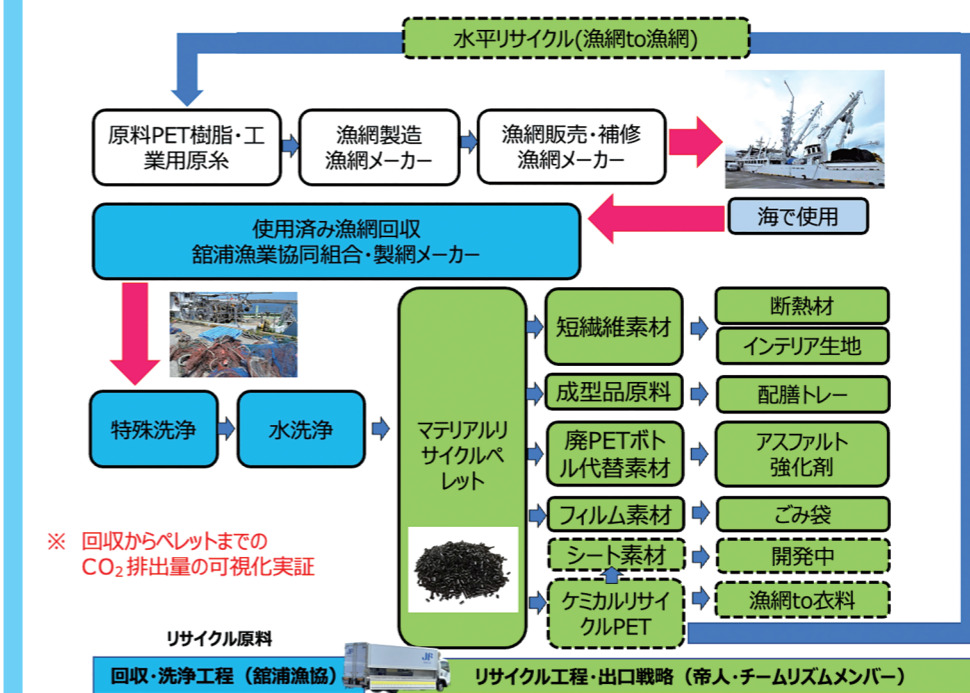 水平リサイクル(漁網to漁網)
原料PET樹脂・工
業用原糸
漁網製造
漁網メーカー
漁網販売・補修
漁網メーカー
海で使用
使用済み漁網回収
舘浦漁業協同組合・製網メーカー
特殊洗浄
水洗浄
マテリアルリ
サイクルペ
レット
短繊維素材
断熱材
インテリア生地
成型品原料
配膳トレー
廃PETボト
ル代替素材
アスファルト
強化剤
フィルム素材
ごみ袋
シート素材
開発中
ケミカルリサイ
クルPET
漁網to衣料
※ 回収からペレットまでの
CO₂排出量の可視化実証
リサイクル原料
回収・洗浄工程（舘浦漁協）
リサイクル工程・出口戦略（帝人・チームリズムメンバー）